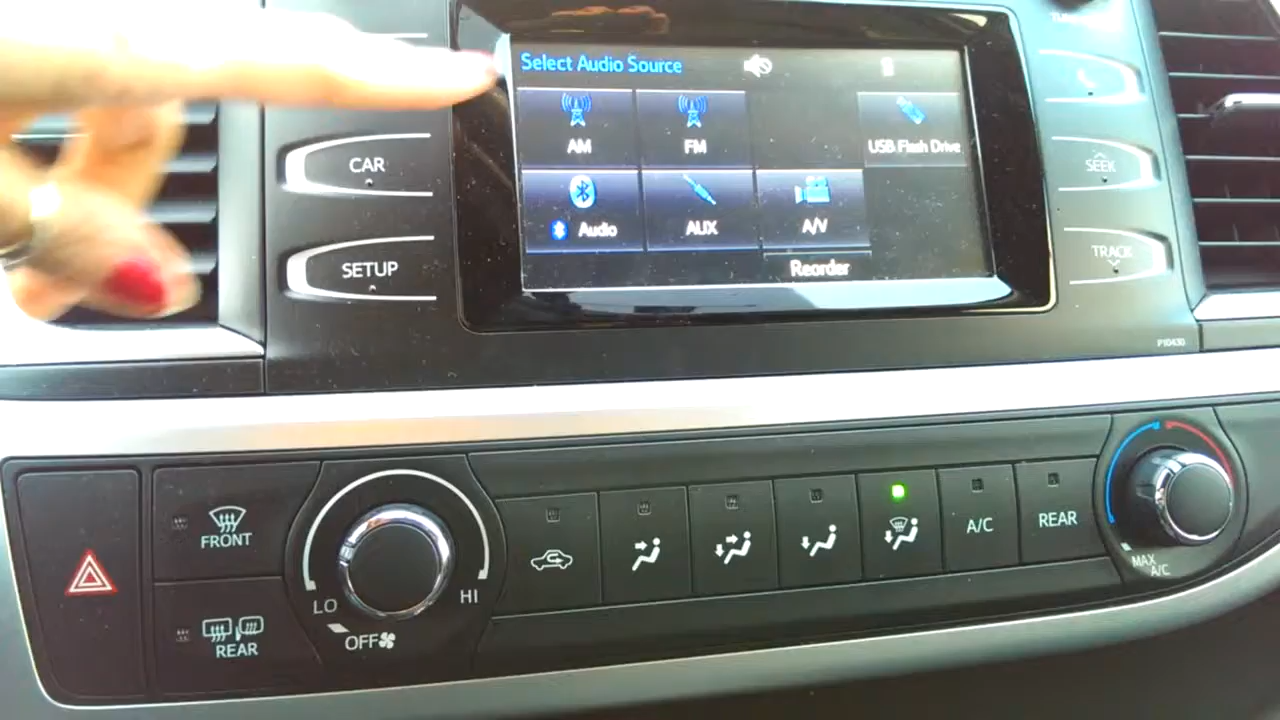 Select Audio Source
AM
FM
USB Flash Drive
Audio
AUX
A/V
Reorder
CAR
SETUP
SEEK
TRACK
P10430
FRONT
REAR
LO
HI
OFF
A/C
REAR
MAX
A/C